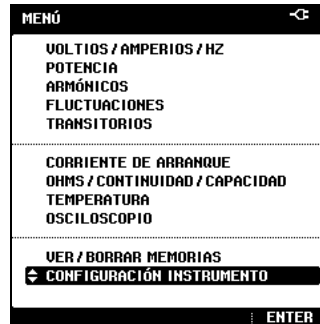 MENÚ
VOLTIOS/AMPERIOS/HZ
POTENCIA
ARMÓNICOS
FLUCTUACIONES
TRANSITORIOS
CORRIENTE DE ARRANQUE
OHMS/CONTINUIDAD/CAPACIDAD
TEMPERATURA
OSCILOSCOPIO
VER/BORRAR MEMORIAS
CONFIGURACIÓN INSTRUMENTO
ENTER